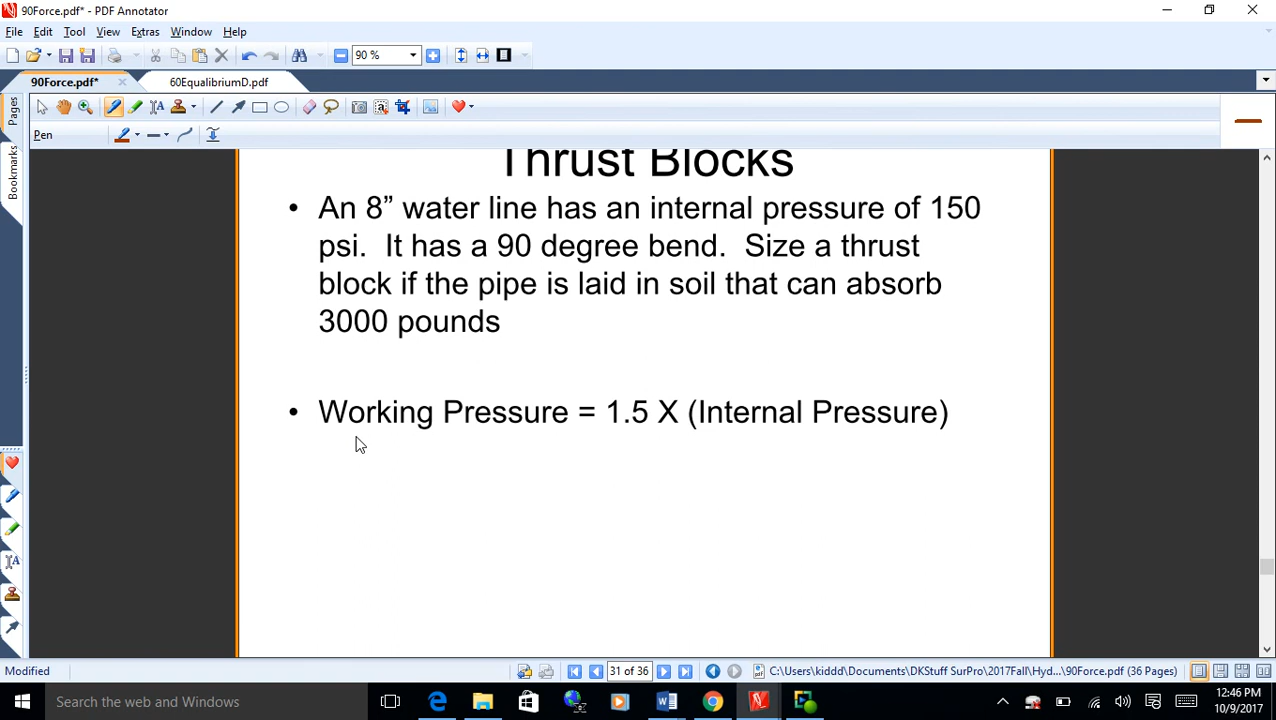 90Force.pdf* - PDF Annotator
File Edit Tool View Extras Window Help
90 %
90Force.pdf* 60EqualibriumD.pdf
Pages
Bookmarks
Pen
Thrust Blocks
• An 8” water line has an internal pressure of 150
psi. It has a 90 degree bend. Size a thrust
block if the pipe is laid in soil that can absorb
3000 pounds
• Working Pressure = 1.5 X (Internal Pressure)
Modified
31 of 36
C:\Users\kiddd\Documents\DKStuff SurPro\2017Fall\Hyd...\90Force.pdf (36 Pages)
Search the web and Windows
12:46 PM
10/9/2017